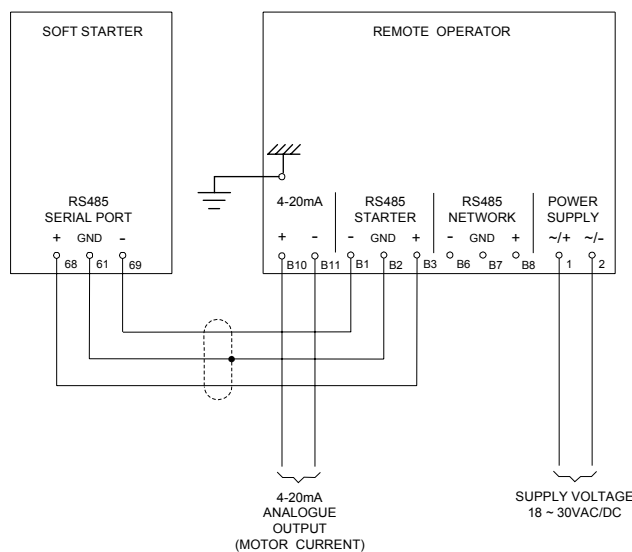 SOFT STARTER
REMOTE OPERATOR
RS485
SERIAL PORT
+ GND -
68 61 69
4-20mA
+ -
B10 B11
RS485
STARTER
- GND +
B1 B2 B3
RS485
NETWORK
- GND +
B6 B7 B8
POWER
SUPPLY
~/+ ~/-
1 2
4-20mA
ANALOGUE
OUTPUT
(MOTOR CURRENT)
SUPPLY VOLTAGE
18 ~ 30VAC/DC